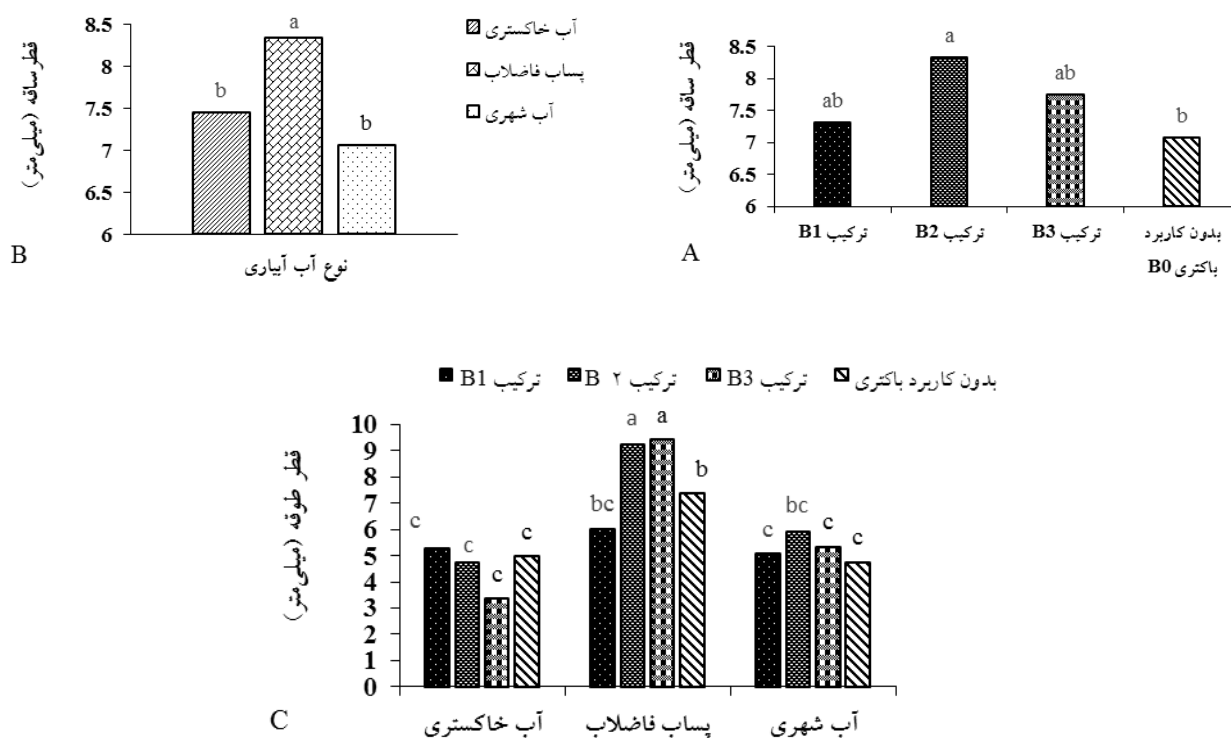 قطر ساقه (میلی‌متر)
8.5
8
7.5
7
6.5
6
b
a
b
آب خاکستری
پساب فاضلاب
آب شهری
نوع آب آبیاری
B
قطر ساقه (میلی‌متر)
8.5
8
7.5
7
6.5
6
ab
a
ab
b
ترکیب B1
ترکیب B2
ترکیب B3
بدون کاربرد
باکتری B0
A
ترکیب B1
ترکیب B ۲
ترکیب B3
بدون کاربرد باکتری
قطر طوقه (میلی‌متر)
10
9
8
7
6
5
4
3
2
1
0
c
c
c
c
bc
a
a
b
c
bc
c
c
آب خاکستری
پساب فاضلاب
آب شهری
C